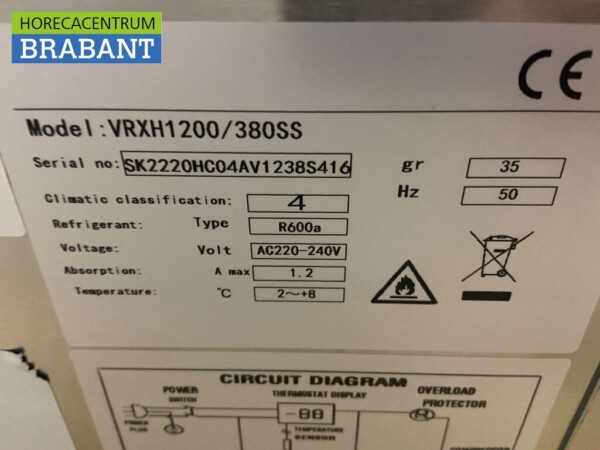 HORECACENTRUM
BRABANT
CE
Model:VRXH1200/380SS
Serial no: SK2220HC04AV1238S416 gr 35
Climatic classification: 4 Hz 50
Refrigerant: Type R600a
Voltage: Volt AC220-240V
Absorption: A max 1.2
Temperature: °C 2~+8
CIRCUIT DIAGRAM
POWER SWITCH
THERMOSTAT DISPLAY
OVERLOAD PROTECTOR
-88
POWER PLUG
TEMPERATURE SENSOR